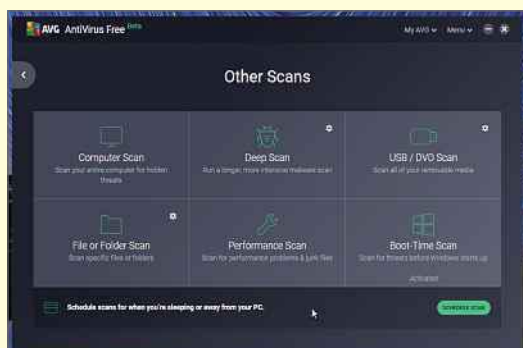 AVG AntiVirus Free Beta
My AVG Menu
Other Scans
Computer Scan
Scan your entire computer for hidden
threats
Deep Scan
Run a longer, more intensive malware scan
USB / DVD Scan
Scan all of your removable media
File or Folder Scan
Scan specific files or folders
Performance Scan
Scan for performance problems & junk files
Boot-Time Scan
Scan for threats before Windows starts up
ACTIVATED
Schedule scans for when you're sleeping or away from your PC.
SCHEDULE SCAN